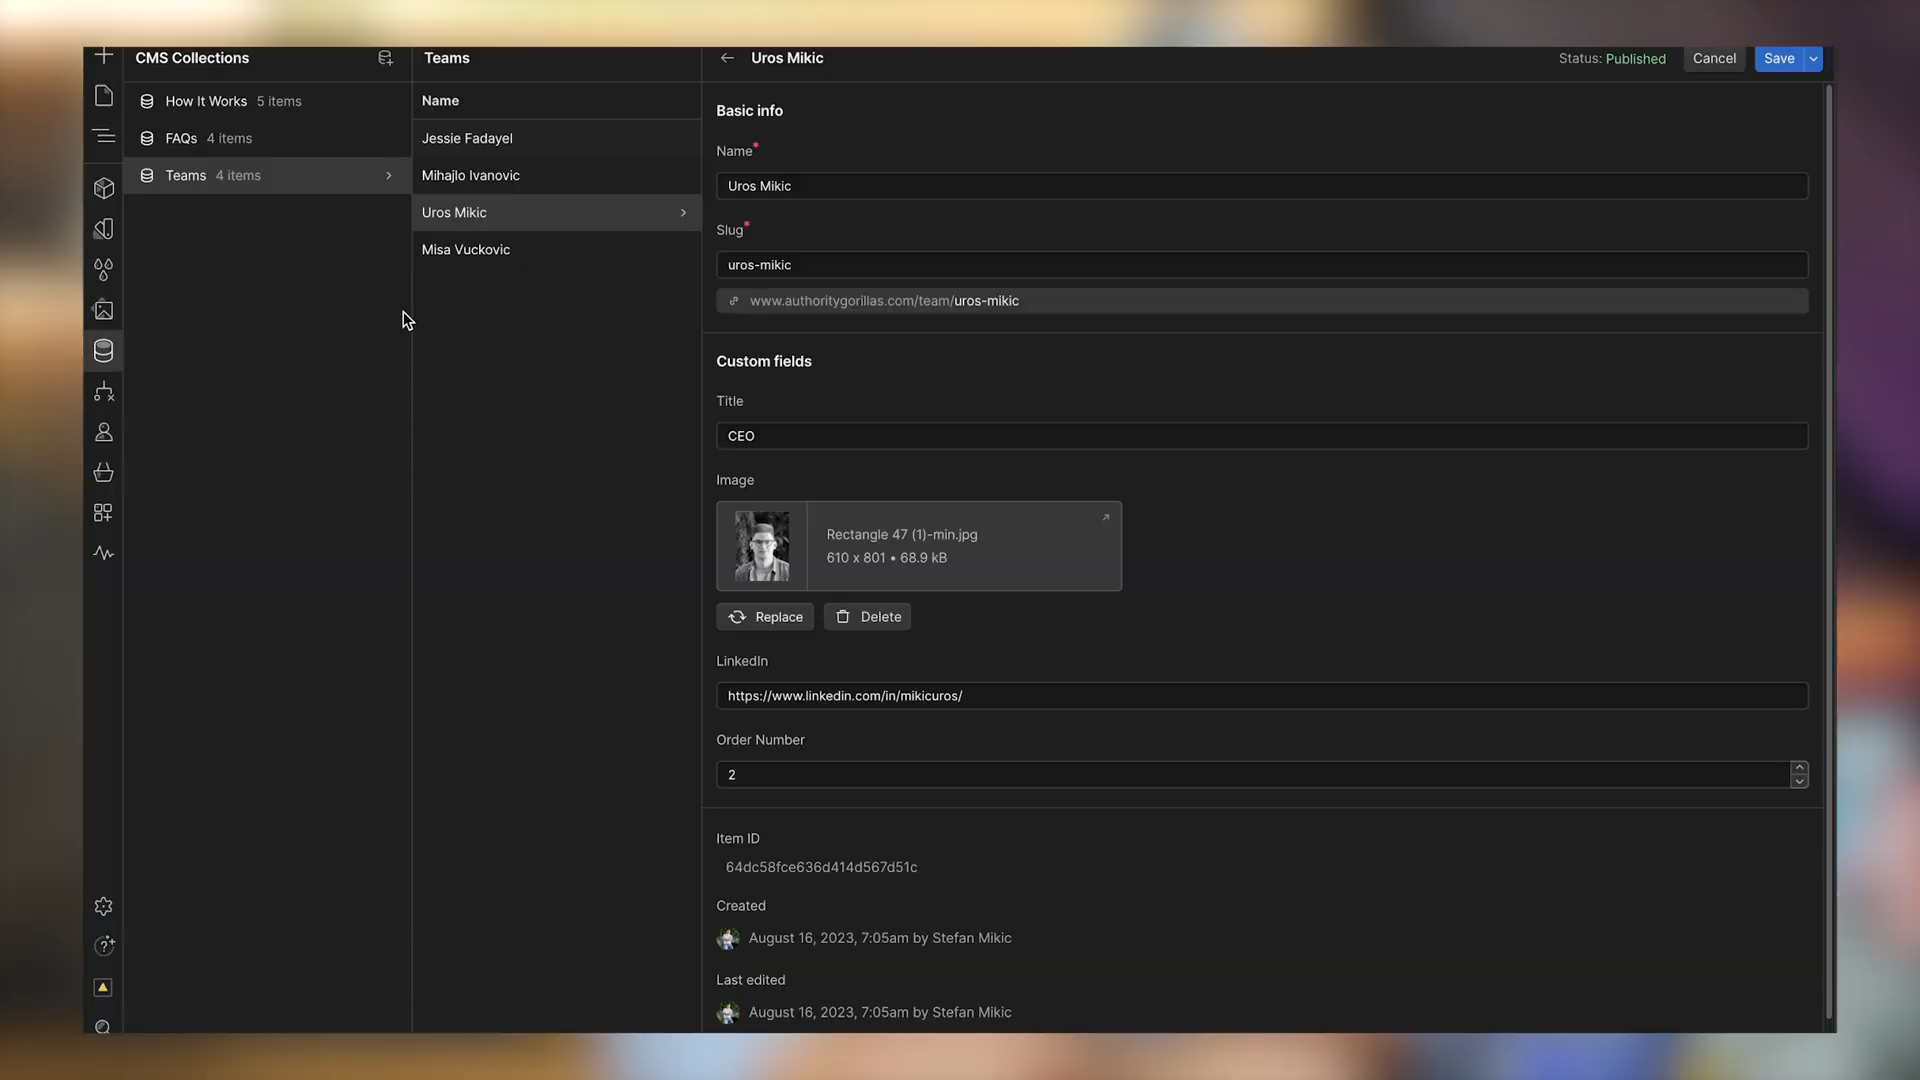 CMS Collections
Teams
Uros Mikic
Status: Published
Cancel
Save
How It Works 5 items
FAQs 4 items
Teams 4 items
Name
Jessie Fadayel
Mihajlo Ivanovic
Uros Mikic
Misa Vuckovic
Basic info
Name*
Uros Mikic
Slug*
uros-mikic
www.authoritygorillas.com/team/uros-mikic
Custom fields
Title
CEO
Image
Rectangle 47 (1)-min.jpg
610 x 801 • 68.9 kB
Replace
Delete
LinkedIn
https://www.linkedin.com/in/mikicuros/
Order Number
2
Item ID
64dc58fce636d414d567d51c
Created
August 16, 2023, 7:05am by Stefan Mikic
Last edited
August 16, 2023, 7:05am by Stefan Mikic